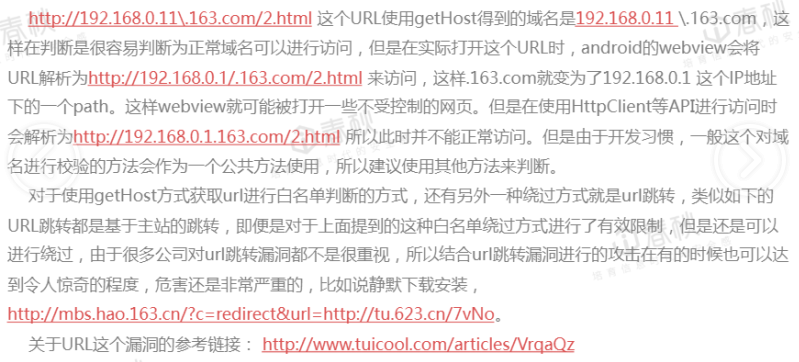 http://192.168.0.11\.163.com/2.html 这个URL使用getHost得到的域名是192.168.0.11 \.163.com，这
样在判断是很容易判断为正常域名可以进行访问，但是在实际打开这个URL时，android的webview会将
URL解析为http://192.168.0.1/.163.com/2.html 来访问，这样.163.com就变为了192.168.0.1 这个IP地址
下的一个path。这样webview就可能被打开一些不受控制的网页。但是在使用HttpClient等API进行访问时
会解析为http://192.168.0.1.163.com/2.html 所以此时并不能正常访问。但是由于开发习惯，一般这个对域
名进行校验的方法会作为一个公共方法使用，所以建议使用其他方法来判断。
对于使用getHost方式获取url进行白名单判断的方式，还有另外一种绕过方式就是url跳转，类似如下的
URL跳转都是基于主站的跳转，即便是对于上面提到的这种白名单绕过方式进行了有效限制，但是还是可以
进行绕过，由于很多公司对url跳转漏洞都不是很重视，所以结合url跳转漏洞进行的攻击在有的时候也可以达
到令人惊奇的程度，危害还是非常严重的，比如说静默下载安装，
http://mbs.hao.163.cn/?c=redirect&url=http://tu.623.cn/7vNo。
关于URL这个漏洞的参考链接： http://www.tuicool.com/articles/VrqaQz